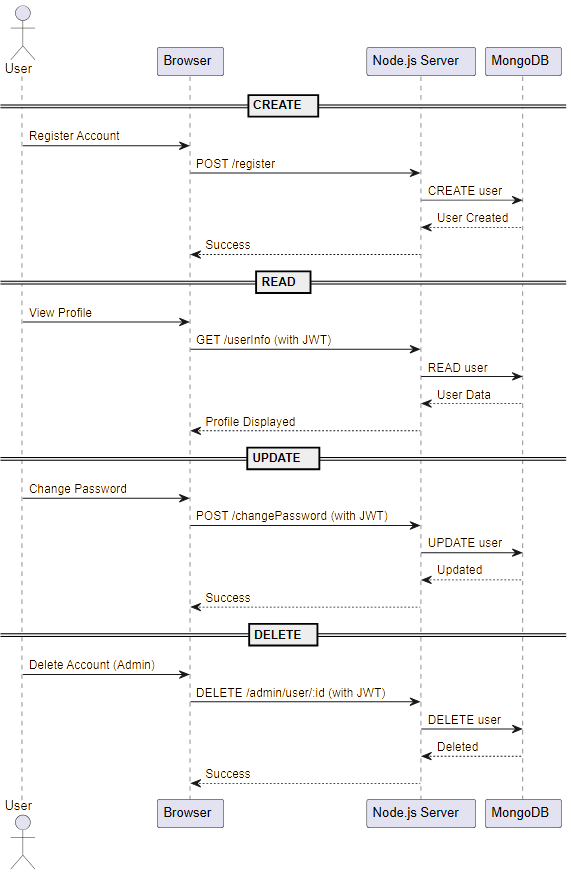 User
Browser
Node.js Server
MongoDB
CREATE
Register Account
POST /register
CREATE user
User Created
Success
READ
View Profile
GET /userInfo (with JWT)
READ user
User Data
Profile Displayed
UPDATE
Change Password
POST /changePassword (with JWT)
UPDATE user
Updated
Success
DELETE
Delete Account (Admin)
DELETE /admin/user/:id (with JWT)
DELETE user
Deleted
Success
User
Browser
Node.js Server
MongoDB